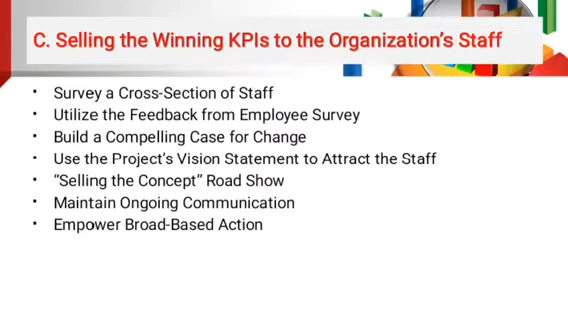 C. Selling the Winning KPIs to the Organization's Staff
• Survey a Cross-Section of Staff
• Utilize the Feedback from Employee Survey
• Build a Compelling Case for Change
• Use the Project's Vision Statement to Attract the Staff
• “Selling the Concept” Road Show
• Maintain Ongoing Communication
• Empower Broad-Based Action